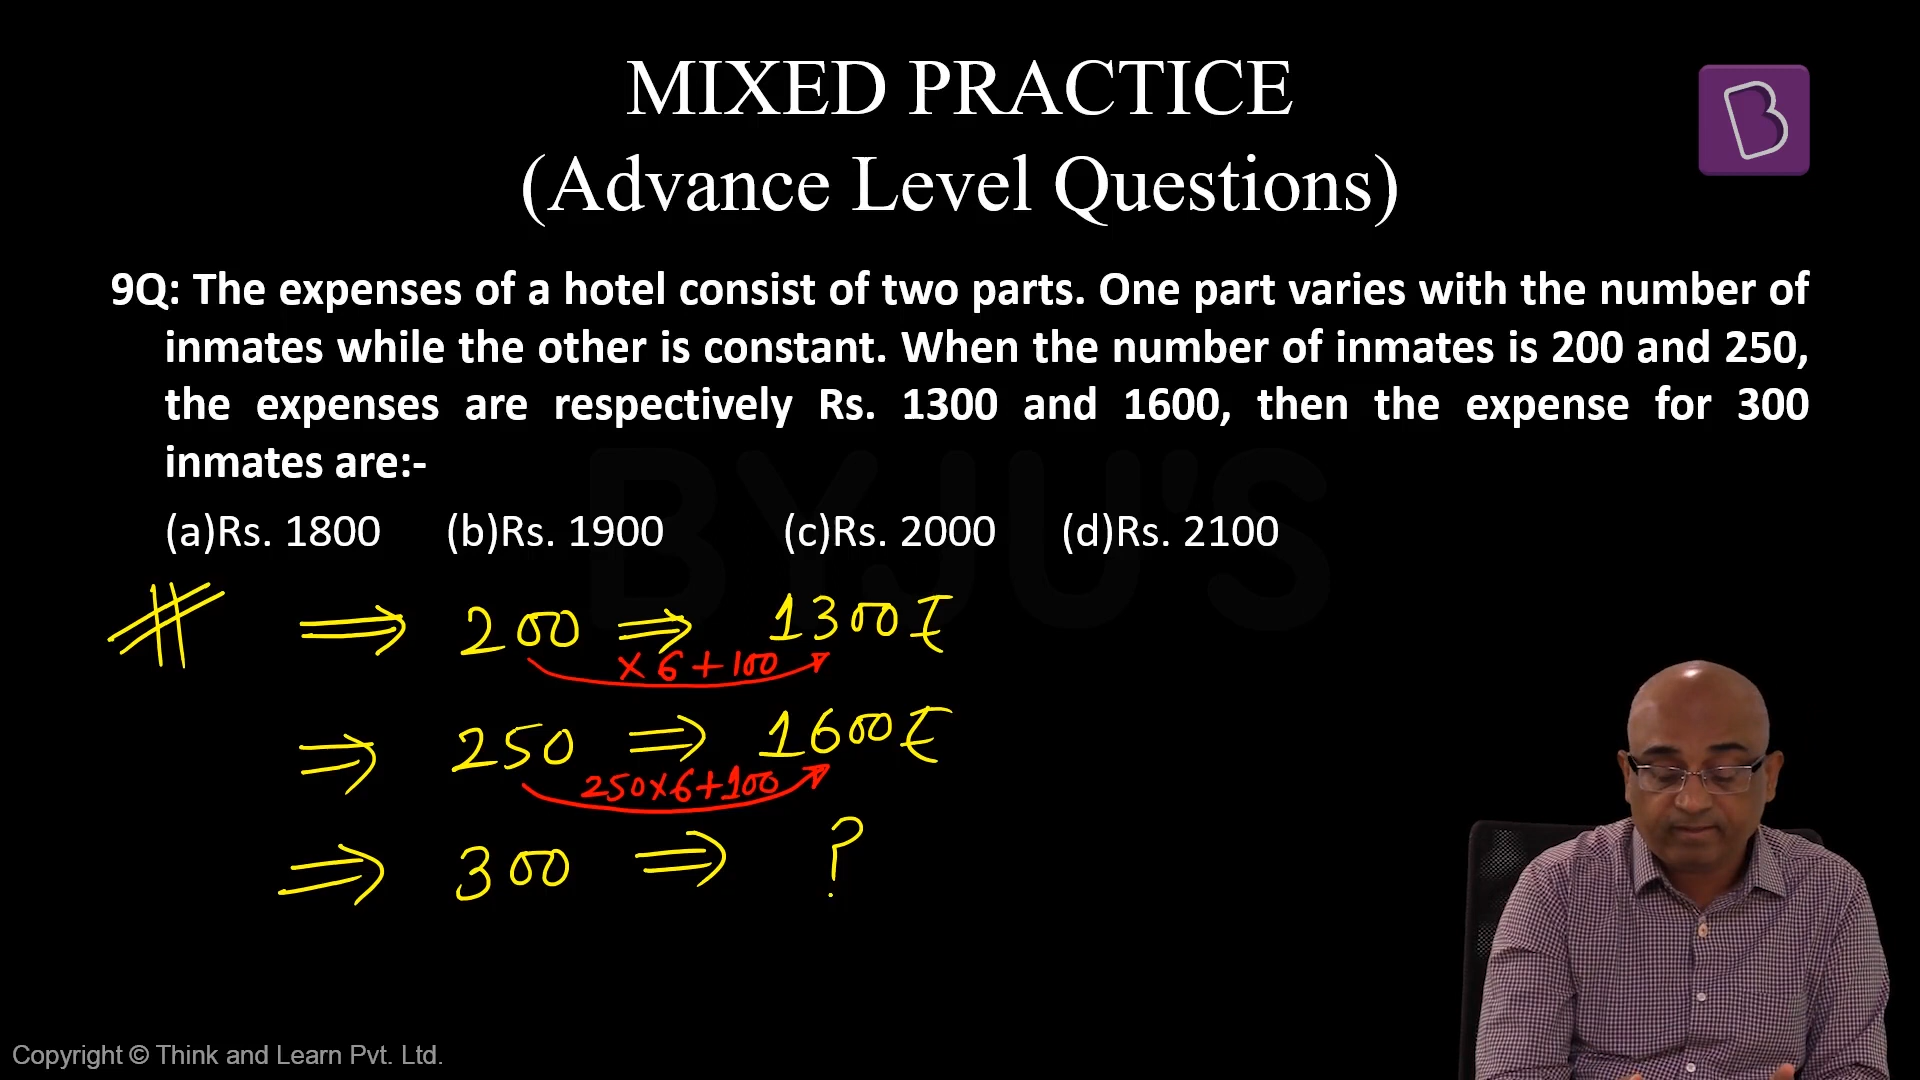 MIXED PRACTICE
(Advance Level Questions)
9Q: The expenses of a hotel consist of two parts. One part varies with the number of
inmates while the other is constant. When the number of inmates is 200 and 250,
the expenses are respectively Rs. 1300 and 1600, then the expense for 300
inmates are:-
(a)Rs. 1800 (b)Rs. 1900 (c)Rs. 2000 (d)Rs. 2100
BYJU'S
⇒ 200 ⇒ 1300 E
× 6 + 100
⇒ 250 ⇒ 1600 E
250×6+100
⇒ 300 ⇒ ?
Copyright © Think and Learn Pvt. Ltd.